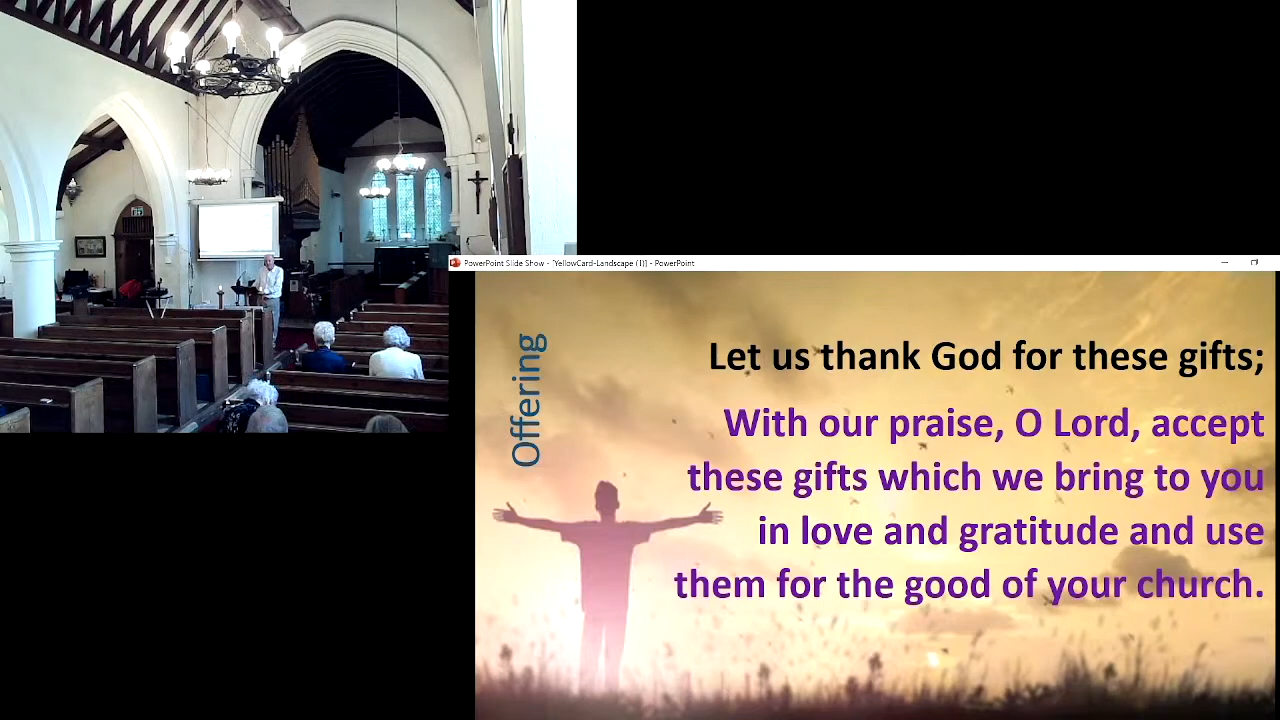 PowerPoint Slide Show - [YellowCard-Landscape (1)] - PowerPoint
Offering
Let us thank God for these gifts;
With our praise, O Lord, accept
these gifts which we bring to you
in love and gratitude and use
them for the good of your church.